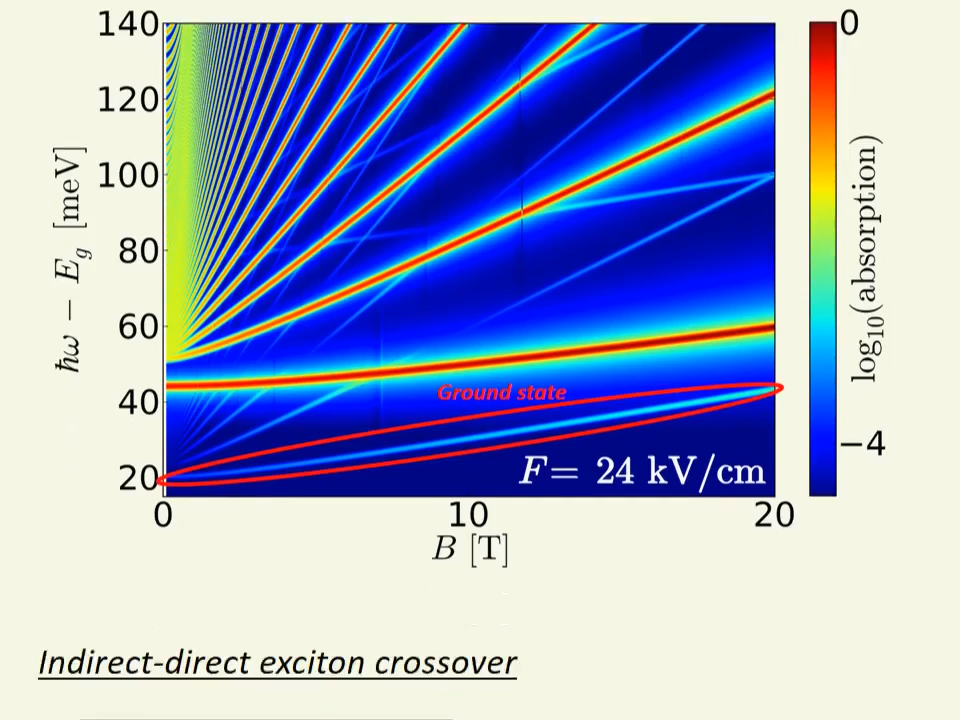 140
120
100
80
60
40
20
ħω − E_g [meV]
Ground state
F = 24 kV/cm
0
10
20
B [T]
0
−4
log₁₀(absorption)
Indirect-direct exciton crossover